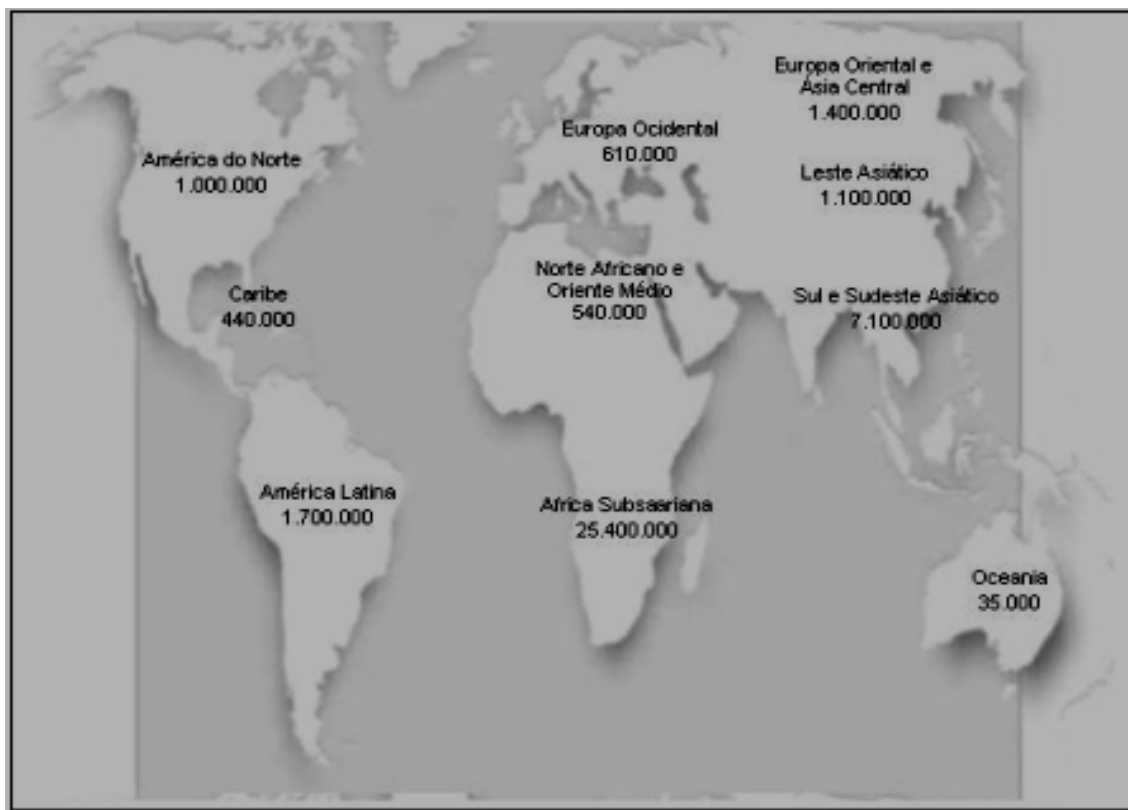 Europa Oriental e
Ásia Central
1.400.000
Europa Ocidental
610.000
América do Norte
1.000.000
Leste Asiático
1.100.000
Norte Africano e
Oriente Médio
540.000
Caribe
440.000
Sul e Sudeste Asiático
7.100.000
América Latina
1.700.000
Africa Subsaariana
25.400.000
Oceania
35.000